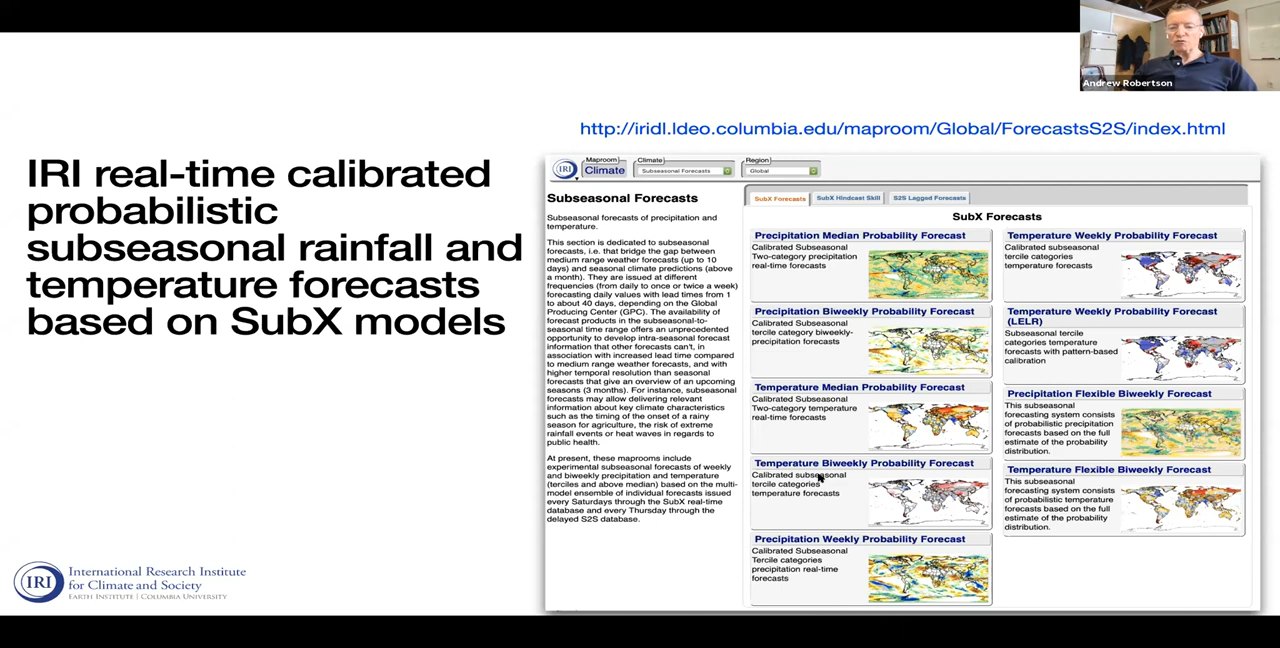 Andrew Robertson
http://iridl.ldeo.columbia.edu/maproom/Global/ForecastsS2S/index.html
IRI real-time calibrated
probabilistic
subseasonal rainfall and
temperature forecasts
based on SubX models
IRI
International Research Institute
for Climate and Society
EARTH INSTITUTE | COLUMBIA UNIVERSITY
IRI
Maproom
Climate
Climate
Subseasonal Forecasts
Region
Global
Subseasonal Forecasts
Subseasonal forecasts of precipitation and
temperature.
This section is dedicated to subseasonal
forecasts, i.e. that bridge the gap between
medium range weather forecasts (up to 10
days) and seasonal climate predictions (above
a month). They are issued at different
frequencies (from daily to once or twice a week)
forecasting daily values with lead times from 1
to about 40 days, depending on the Global
Producing Center (GPC). The availability of
forecast products in the subseasonal-to-
seasonal time range offers an unprecedented
opportunity to develop intra-seasonal forecast
information that other forecasts can't, in
association with increased lead time compared
to medium range weather forecasts, and with
higher temporal resolution than seasonal
forecasts that give an overview of an upcoming
seasons (3 months). For instance, subseasonal
forecasts may allow delivering relevant
information about key climate characteristics
such as the timing of the onset of a rainy
season for agriculture, the risk of extreme
rainfall events or heat waves in regards to
public health.
At present, these maprooms include
experimental subseasonal forecasts of weekly
and biweekly precipitation and temperature
(terciles and above median) based on the multi-
model ensemble of individual forecasts issued
every Saturdays through the SubX real-time
database and every Thursday through the
delayed S2S database.
SubX Forecasts
SubX Hindcast Skill
S2S Lagged Forecasts
SubX Forecasts
Precipitation Median Probability Forecast
Calibrated Subseasonal
Two-category precipitation
real-time forecasts
Precipitation Biweekly Probability Forecast
Calibrated Subseasonal
tercile category biweekly-
precipitation forecasts
Temperature Median Probability Forecast
Calibrated Subseasonal
Two-category temperature
real-time forecasts
Temperature Biweekly Probability Forecast
Calibrated subseasonal
tercile categories
temperature forecasts
Precipitation Weekly Probability Forecast
Calibrated Subseasonal
Tercile categories
precipitation real-time
forecasts
Temperature Weekly Probability Forecast
Calibrated subseasonal
tercile categories
temperature forecasts
Temperature Weekly Probability Forecast
(LELR)
Subseasonal tercile
categories temperature
forecasts with pattern-based
calibration
Precipitation Flexible Biweekly Forecast
This subseasonal
forecasting system consists
of probabilistic precipitation
forecasts based on the full
estimate of the probability
distribution.
Temperature Flexible Biweekly Forecast
This subseasonal
forecasting system consists
of probabilistic temperature
forecasts based on the full
estimate of the probability
distribution.